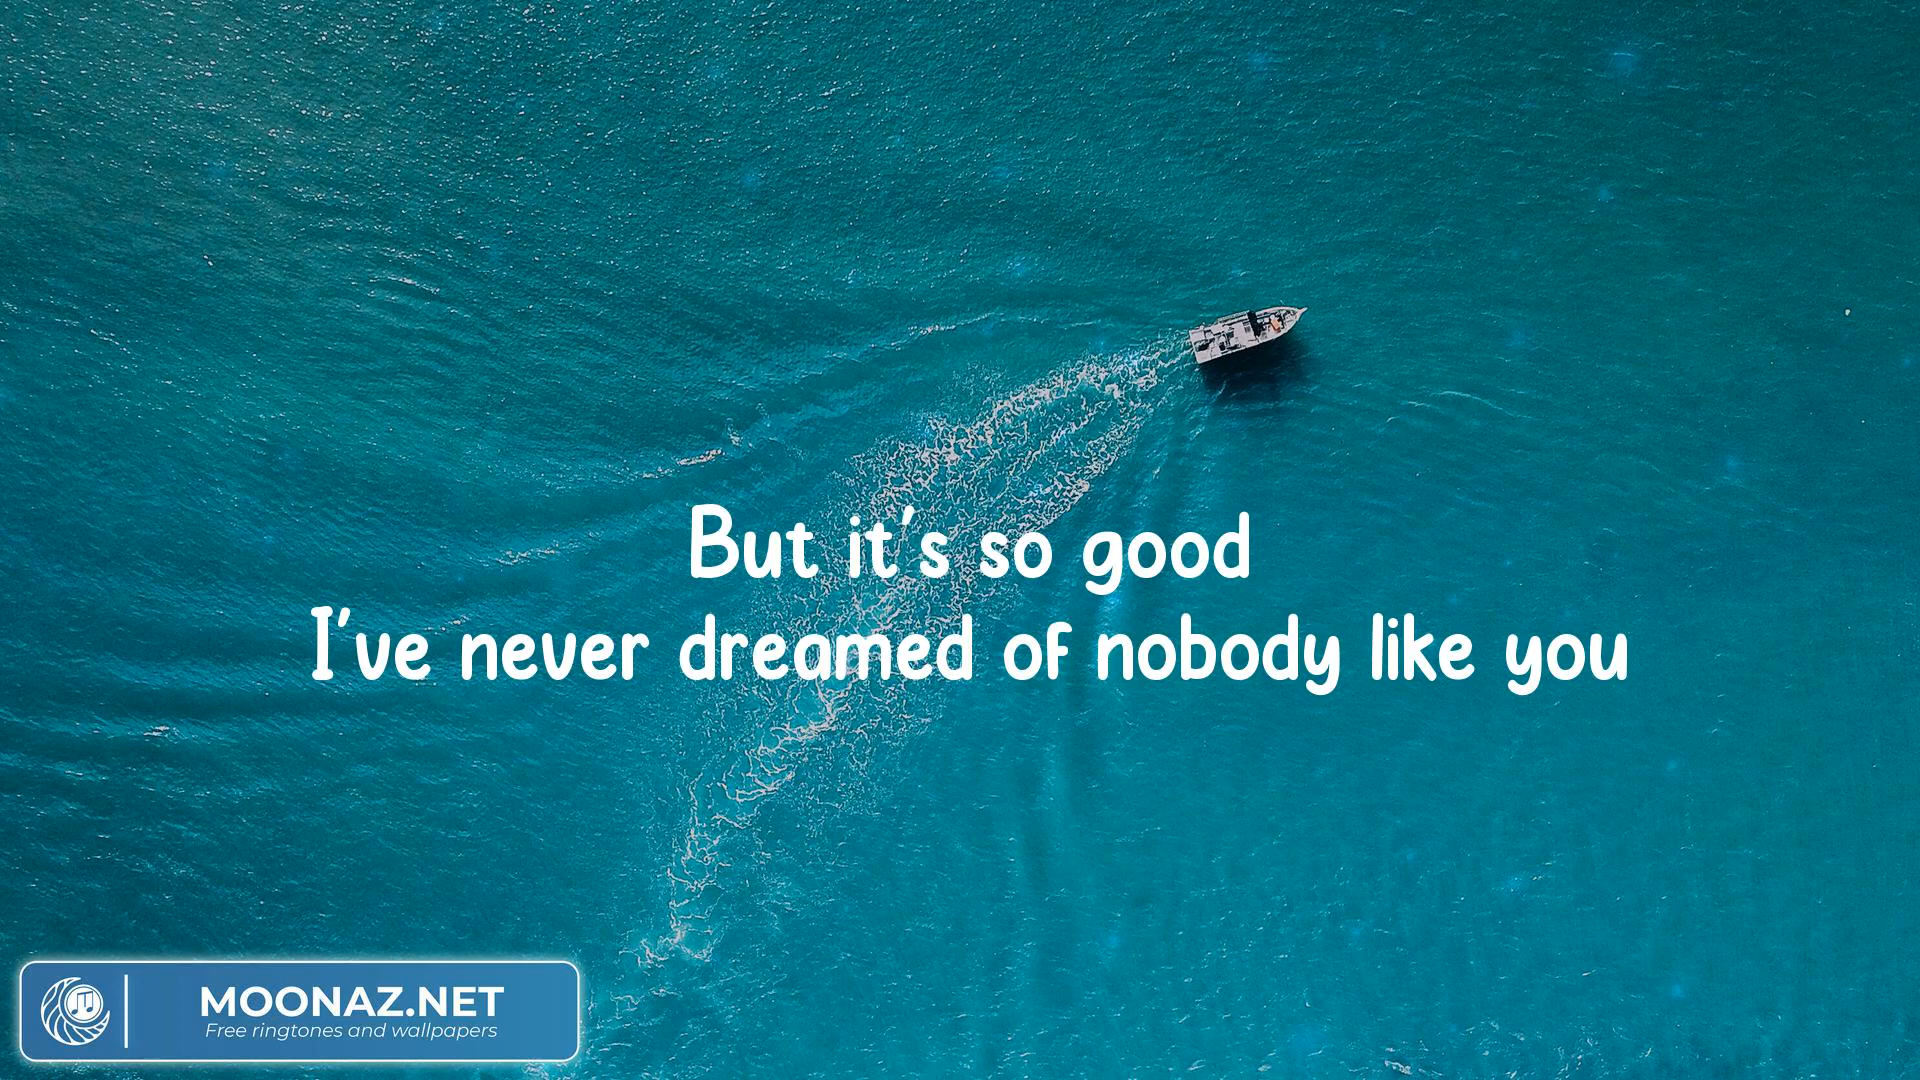 But it's so good
I've never dreamed of nobody like you
MOONAZ.NET
Free ringtones and wallpapers